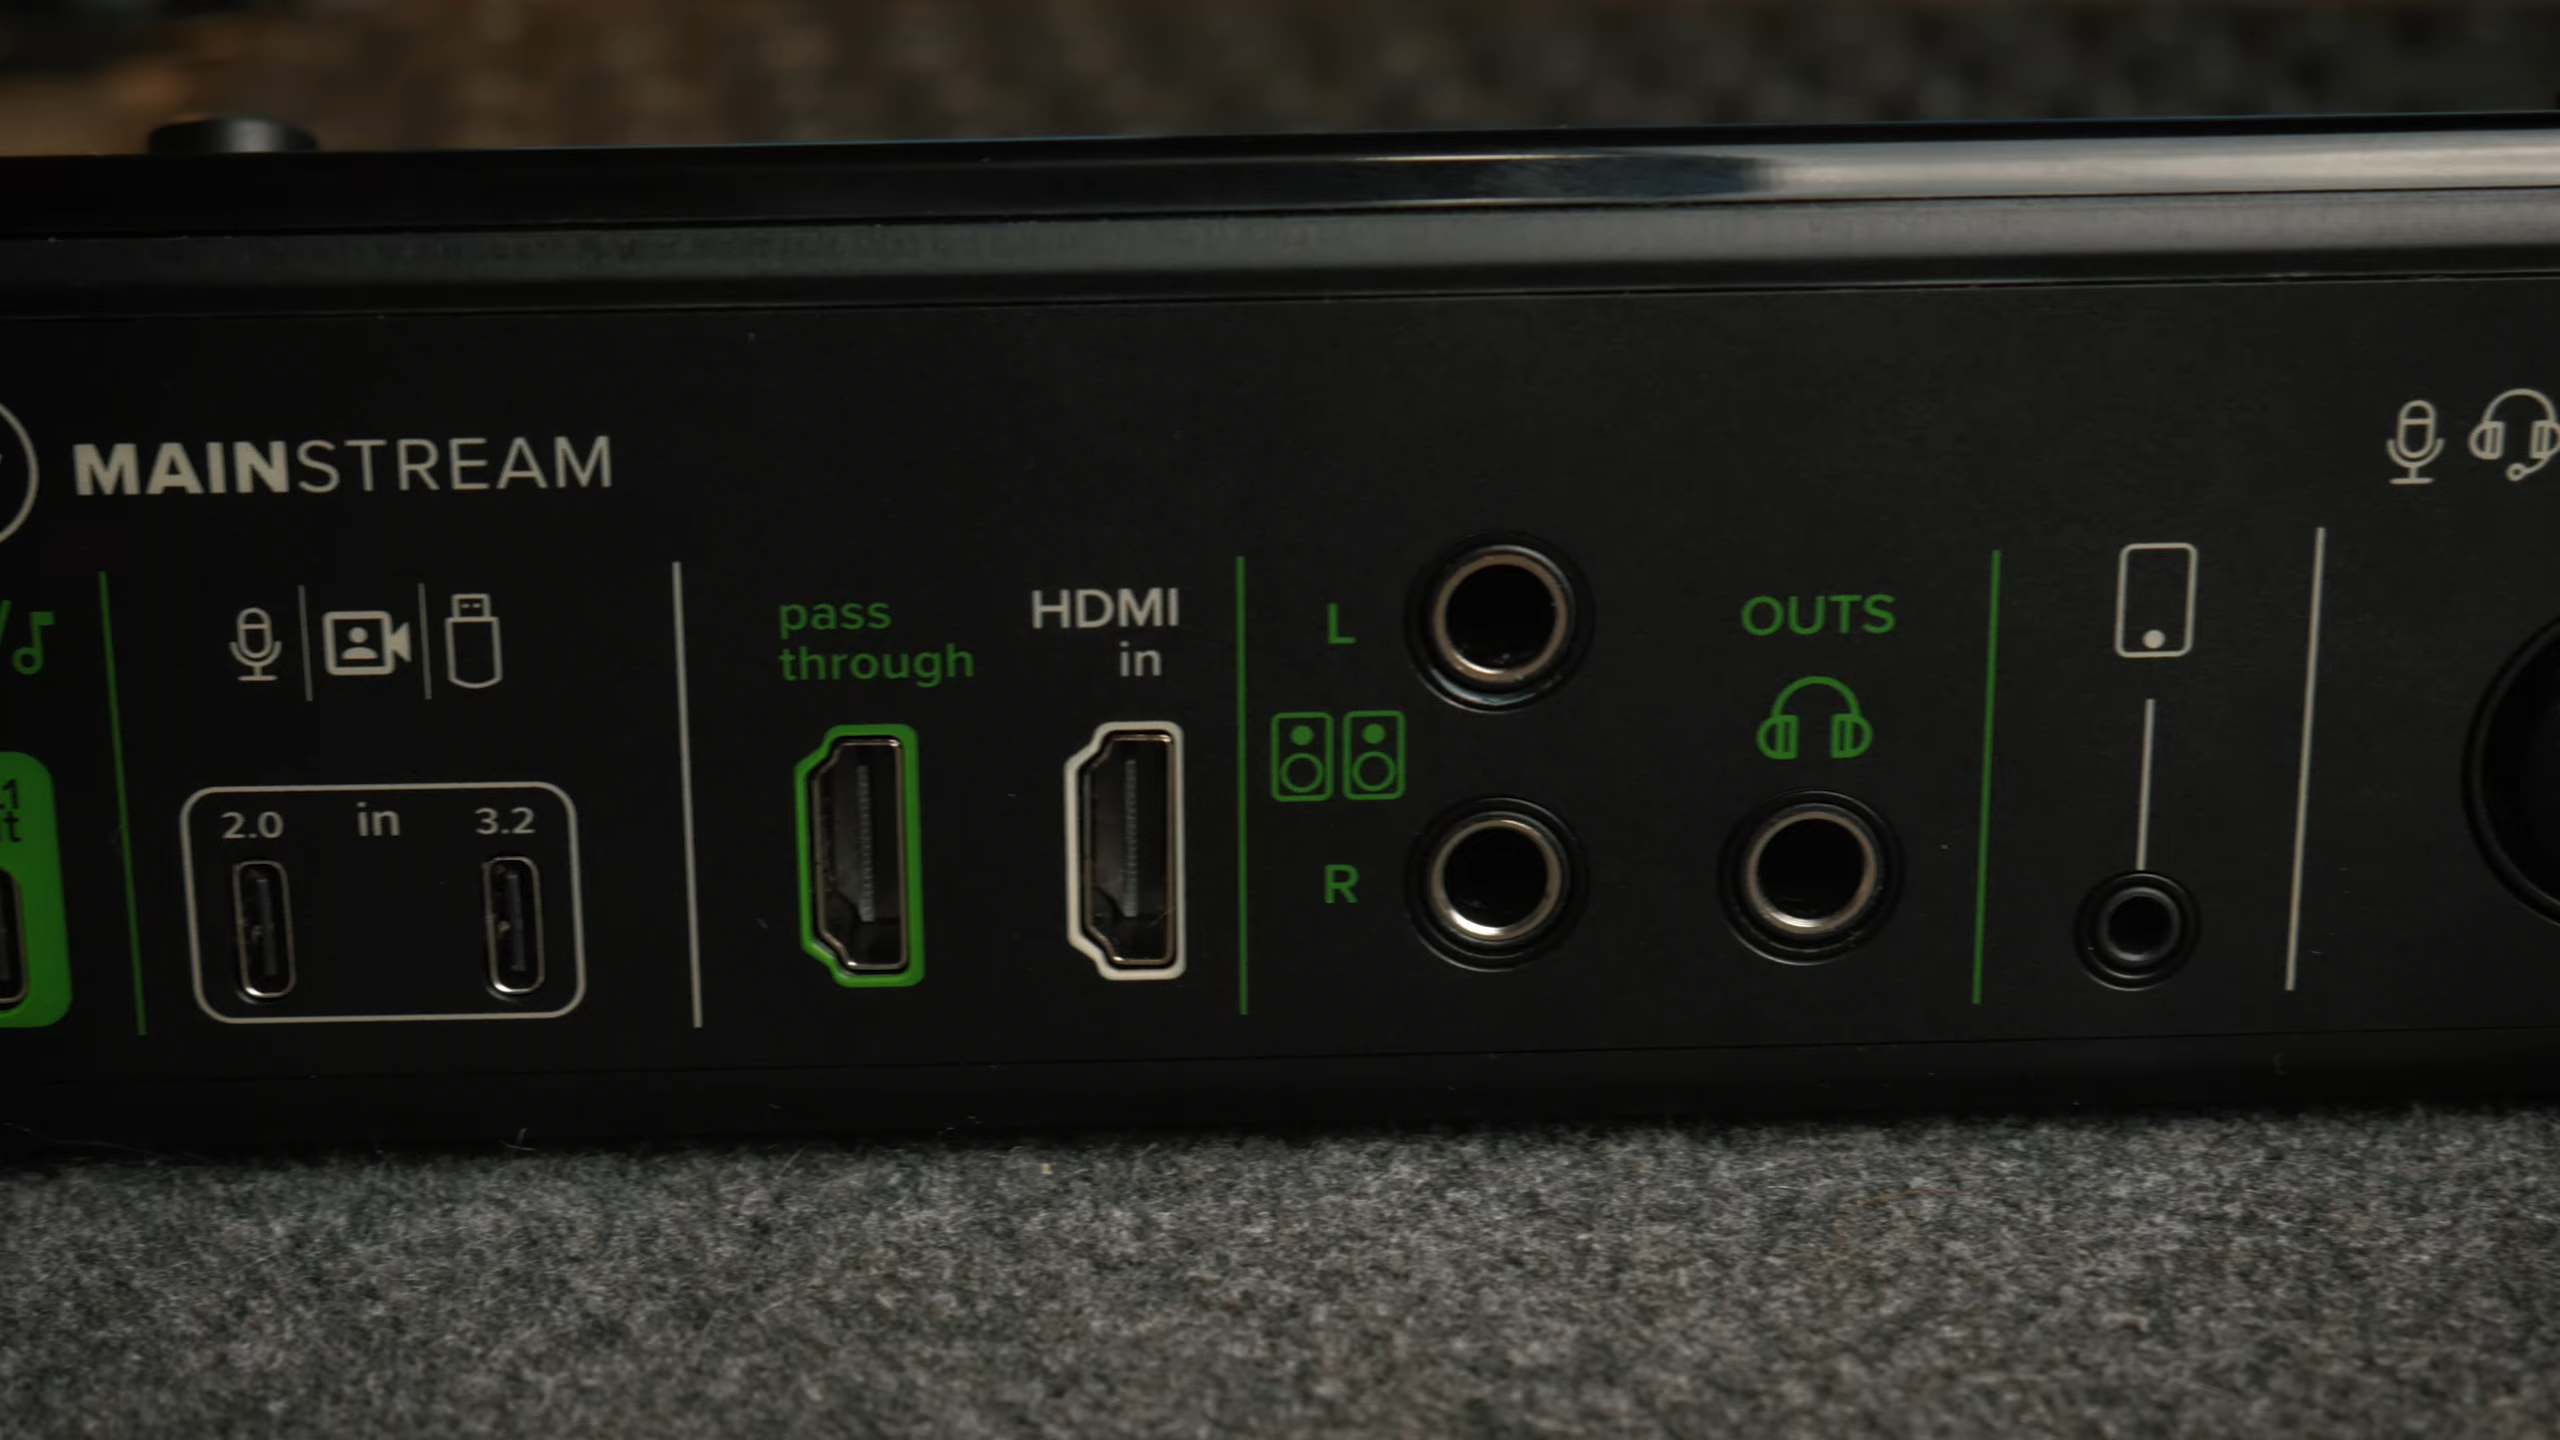 MAINSTREAM
pass
through
HDMI
in
L
OUTS
2.0 in 3.2
R